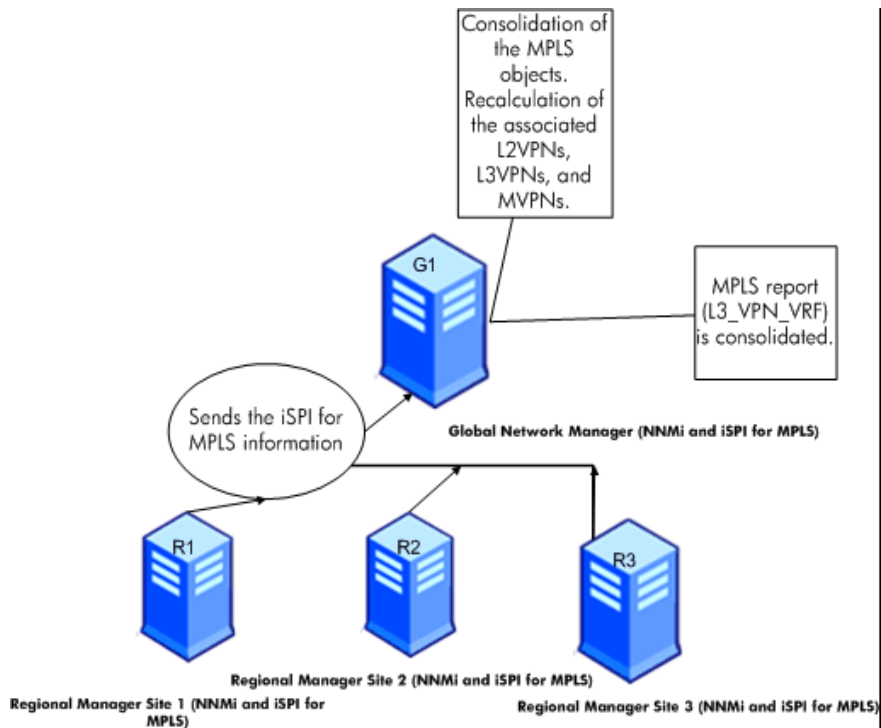 Consolidation of
the MPLS
objects.
Recalculation of
the associated
L2VPNs,
L3VPNs, and
MVPNs.
G1
MPLS report
(L3_VPN_VRF)
is consolidated.
Sends the iSPI for
MPLS information
Global Network Manager (NNMi and iSPI for MPLS)
R1
R2
R3
Regional Manager Site 2 (NNMi and iSPI for MPLS)
Regional Manager Site 1 (NNMi and iSPI for
MPLS)
Regional Manager Site 3 (NNMi and iSPI for MPLS)